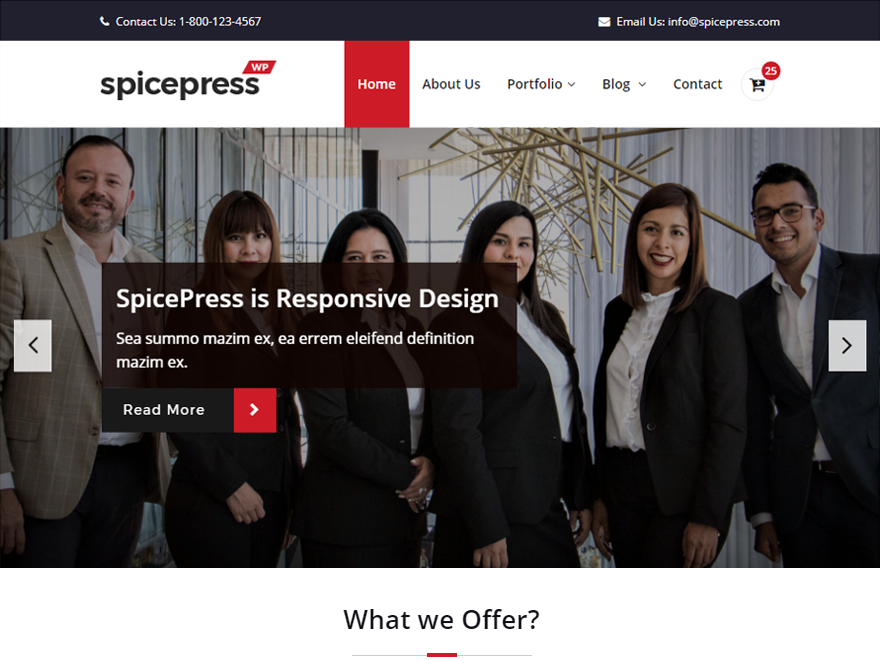 Contact Us: 1-800-123-4567
Email Us: info@spicepress.com
spicepress WP
Home About Us Portfolio Blog Contact 25
SpicePress is Responsive Design
Sea summo mazim ex, ea errem eleifend definition
mazim ex.
Read More
What we Offer?